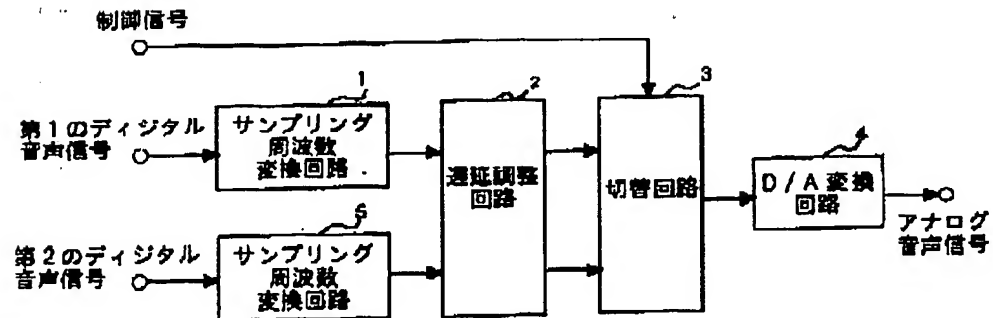 制御信号
1
2
3
第1のディジタル
音声信号
サンプリング
周波数
変換回路
遅延調整
回路
切替回路
4
D/A変換
回路
アナログ
音声信号
5
第2のディジタル
音声信号
サンプリング
周波数
変換回路